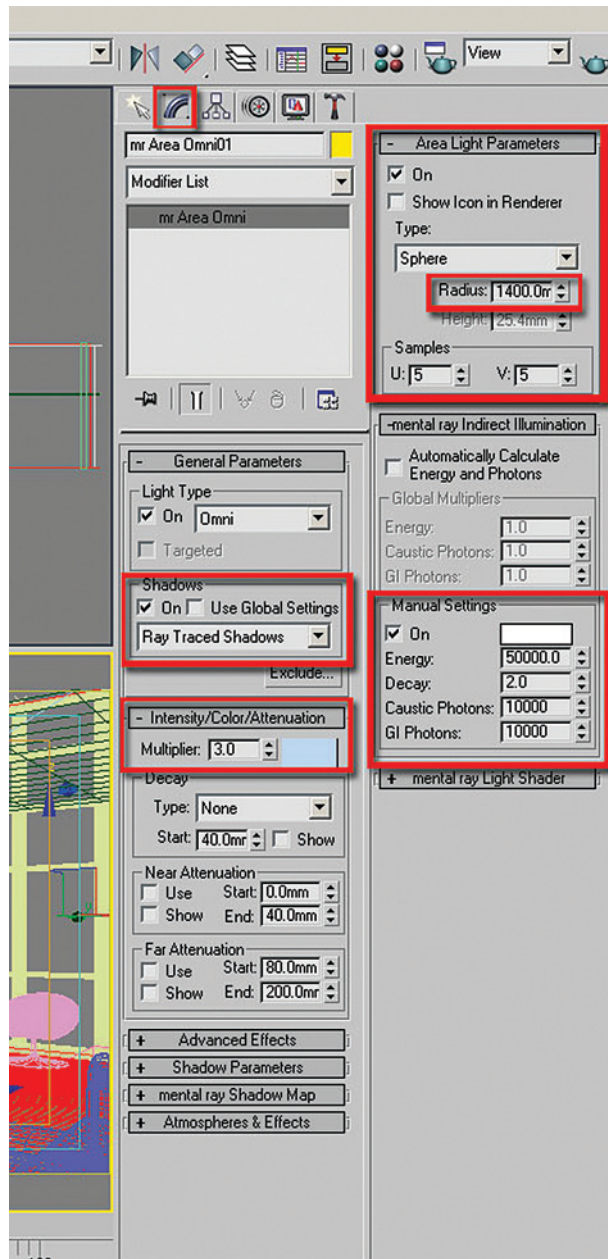 View
mr Area Omni01
Modifier List
mr Area Omni
- General Parameters
Light Type
On Omni
Targeted
Shadows
On Use Global Settings
Ray Traced Shadows
Exclude...
- Intensity/Color/Attenuation
Multiplier: 3.0
Decay
Type: None
Start: 40.0mr Show
Near Attenuation
Use Start: 0.0mm
Show End: 40.0mm
Far Attenuation
Use Start: 80.0mm
Show End: 200.0mr
+ Advanced Effects
+ Shadow Parameters
+ mental ray Shadow Map
+ Atmospheres & Effects
- Area Light Parameters
On
Show Icon in Renderer
Type:
Sphere
Radius: 1400.0m
Height: 25.4mm
Samples
U: 5 V: 5
-mental ray Indirect Illumination
Automatically Calculate
Energy and Photons
Global Multipliers
Energy: 1.0
Caustic Photons: 1.0
GI Photons: 1.0
Manual Settings
On
Energy: 50000.0
Decay: 2.0
Caustic Photons: 10000
GI Photons: 10000
+ mental ray Light Shader